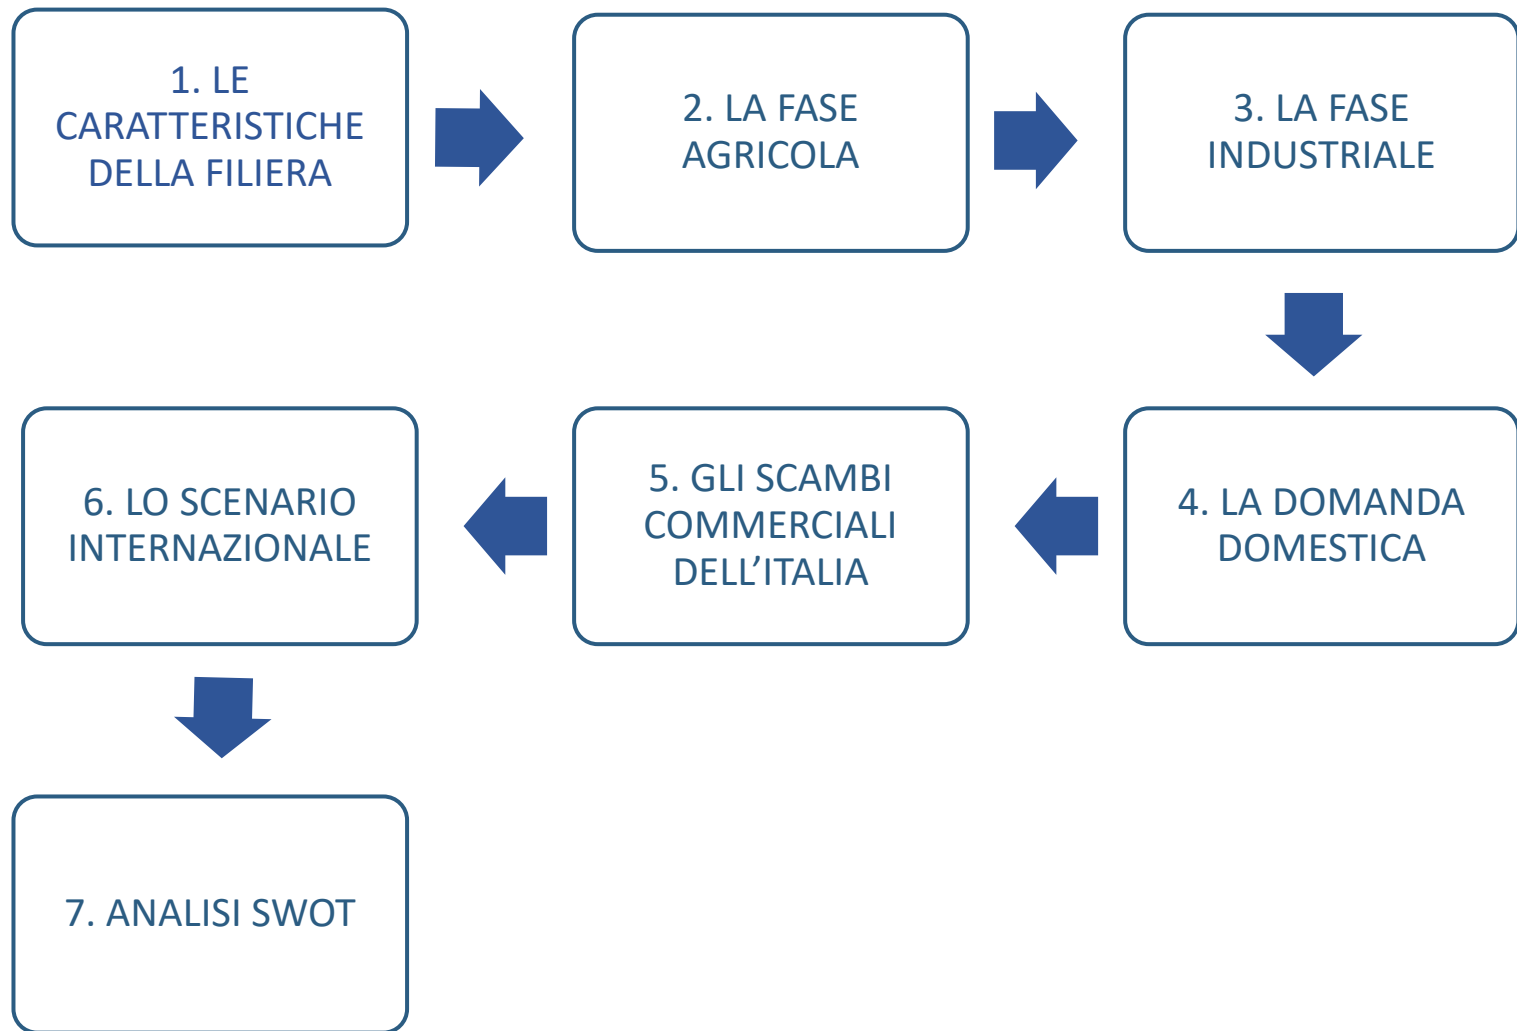 1. LE
CARATTERISTICHE
DELLA FILIERA
2. LA FASE
AGRICOLA
3. LA FASE
INDUSTRIALE
4. LA DOMANDA
DOMESTICA
5. GLI SCAMBI
COMMERCIALI
DELL’ITALIA
6. LO SCENARIO
INTERNAZIONALE
7. ANALISI SWOT